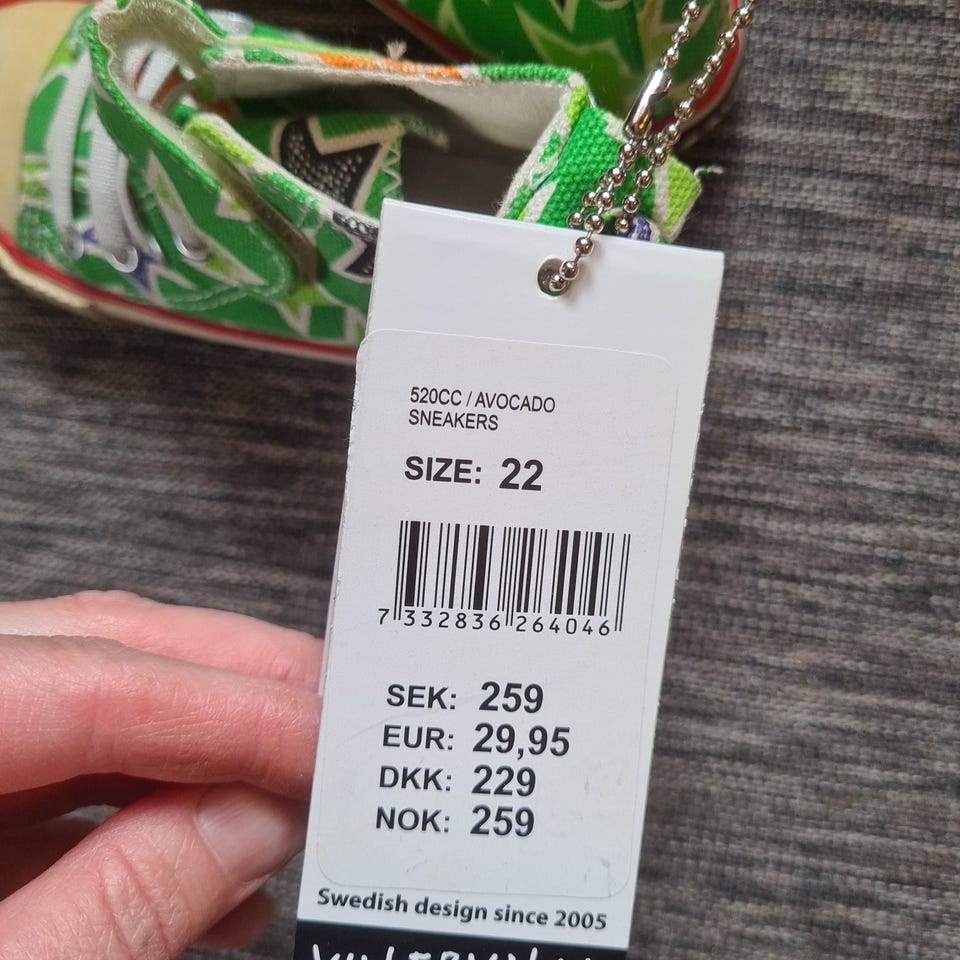 520CC / AVOCADO
SNEAKERS
SIZE: 22
7 332836 264046
SEK: 259
EUR: 29,95
DKK: 229
NOK: 259
Swedish design since 2005